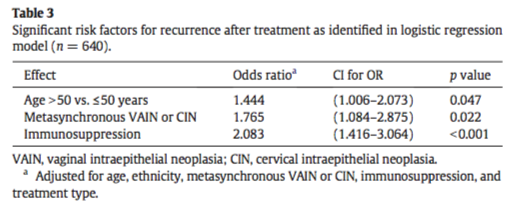 Table 3
Significant risk factors for recurrence after treatment as identified in logistic regression
model (n = 640).
Effect Odds ratioᵃ CI for OR p value
Age >50 vs. ≤50 years 1.444 (1.006–2.073) 0.047
Metasynchronous VAIN or CIN 1.765 (1.084–2.875) 0.022
Immunosuppression 2.083 (1.416–3.064) <0.001
VAIN, vaginal intraepithelial neoplasia; CIN, cervical intraepithelial neoplasia.
ᵃ Adjusted for age, ethnicity, metasynchronous VAIN or CIN, immunosuppression, and
treatment type.